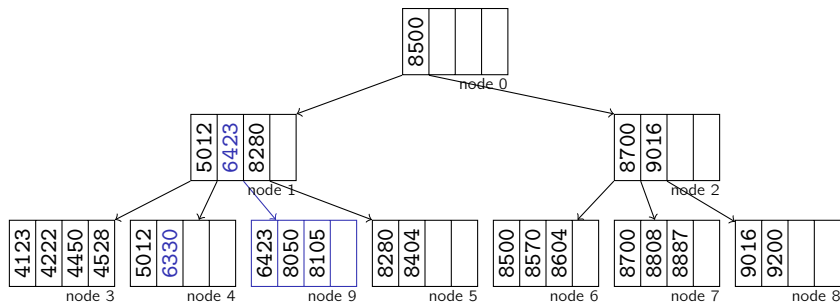 8500
node 0
5012 6423 8280
node 1
8700 9016
node 2
4123 4222 4450 4528
node 3
5012 6330
node 4
6423 8050 8105
node 9
8280 8404
node 5
8500 8570 8604
node 6
8700 8808 8887
node 7
9016 9200
node 8